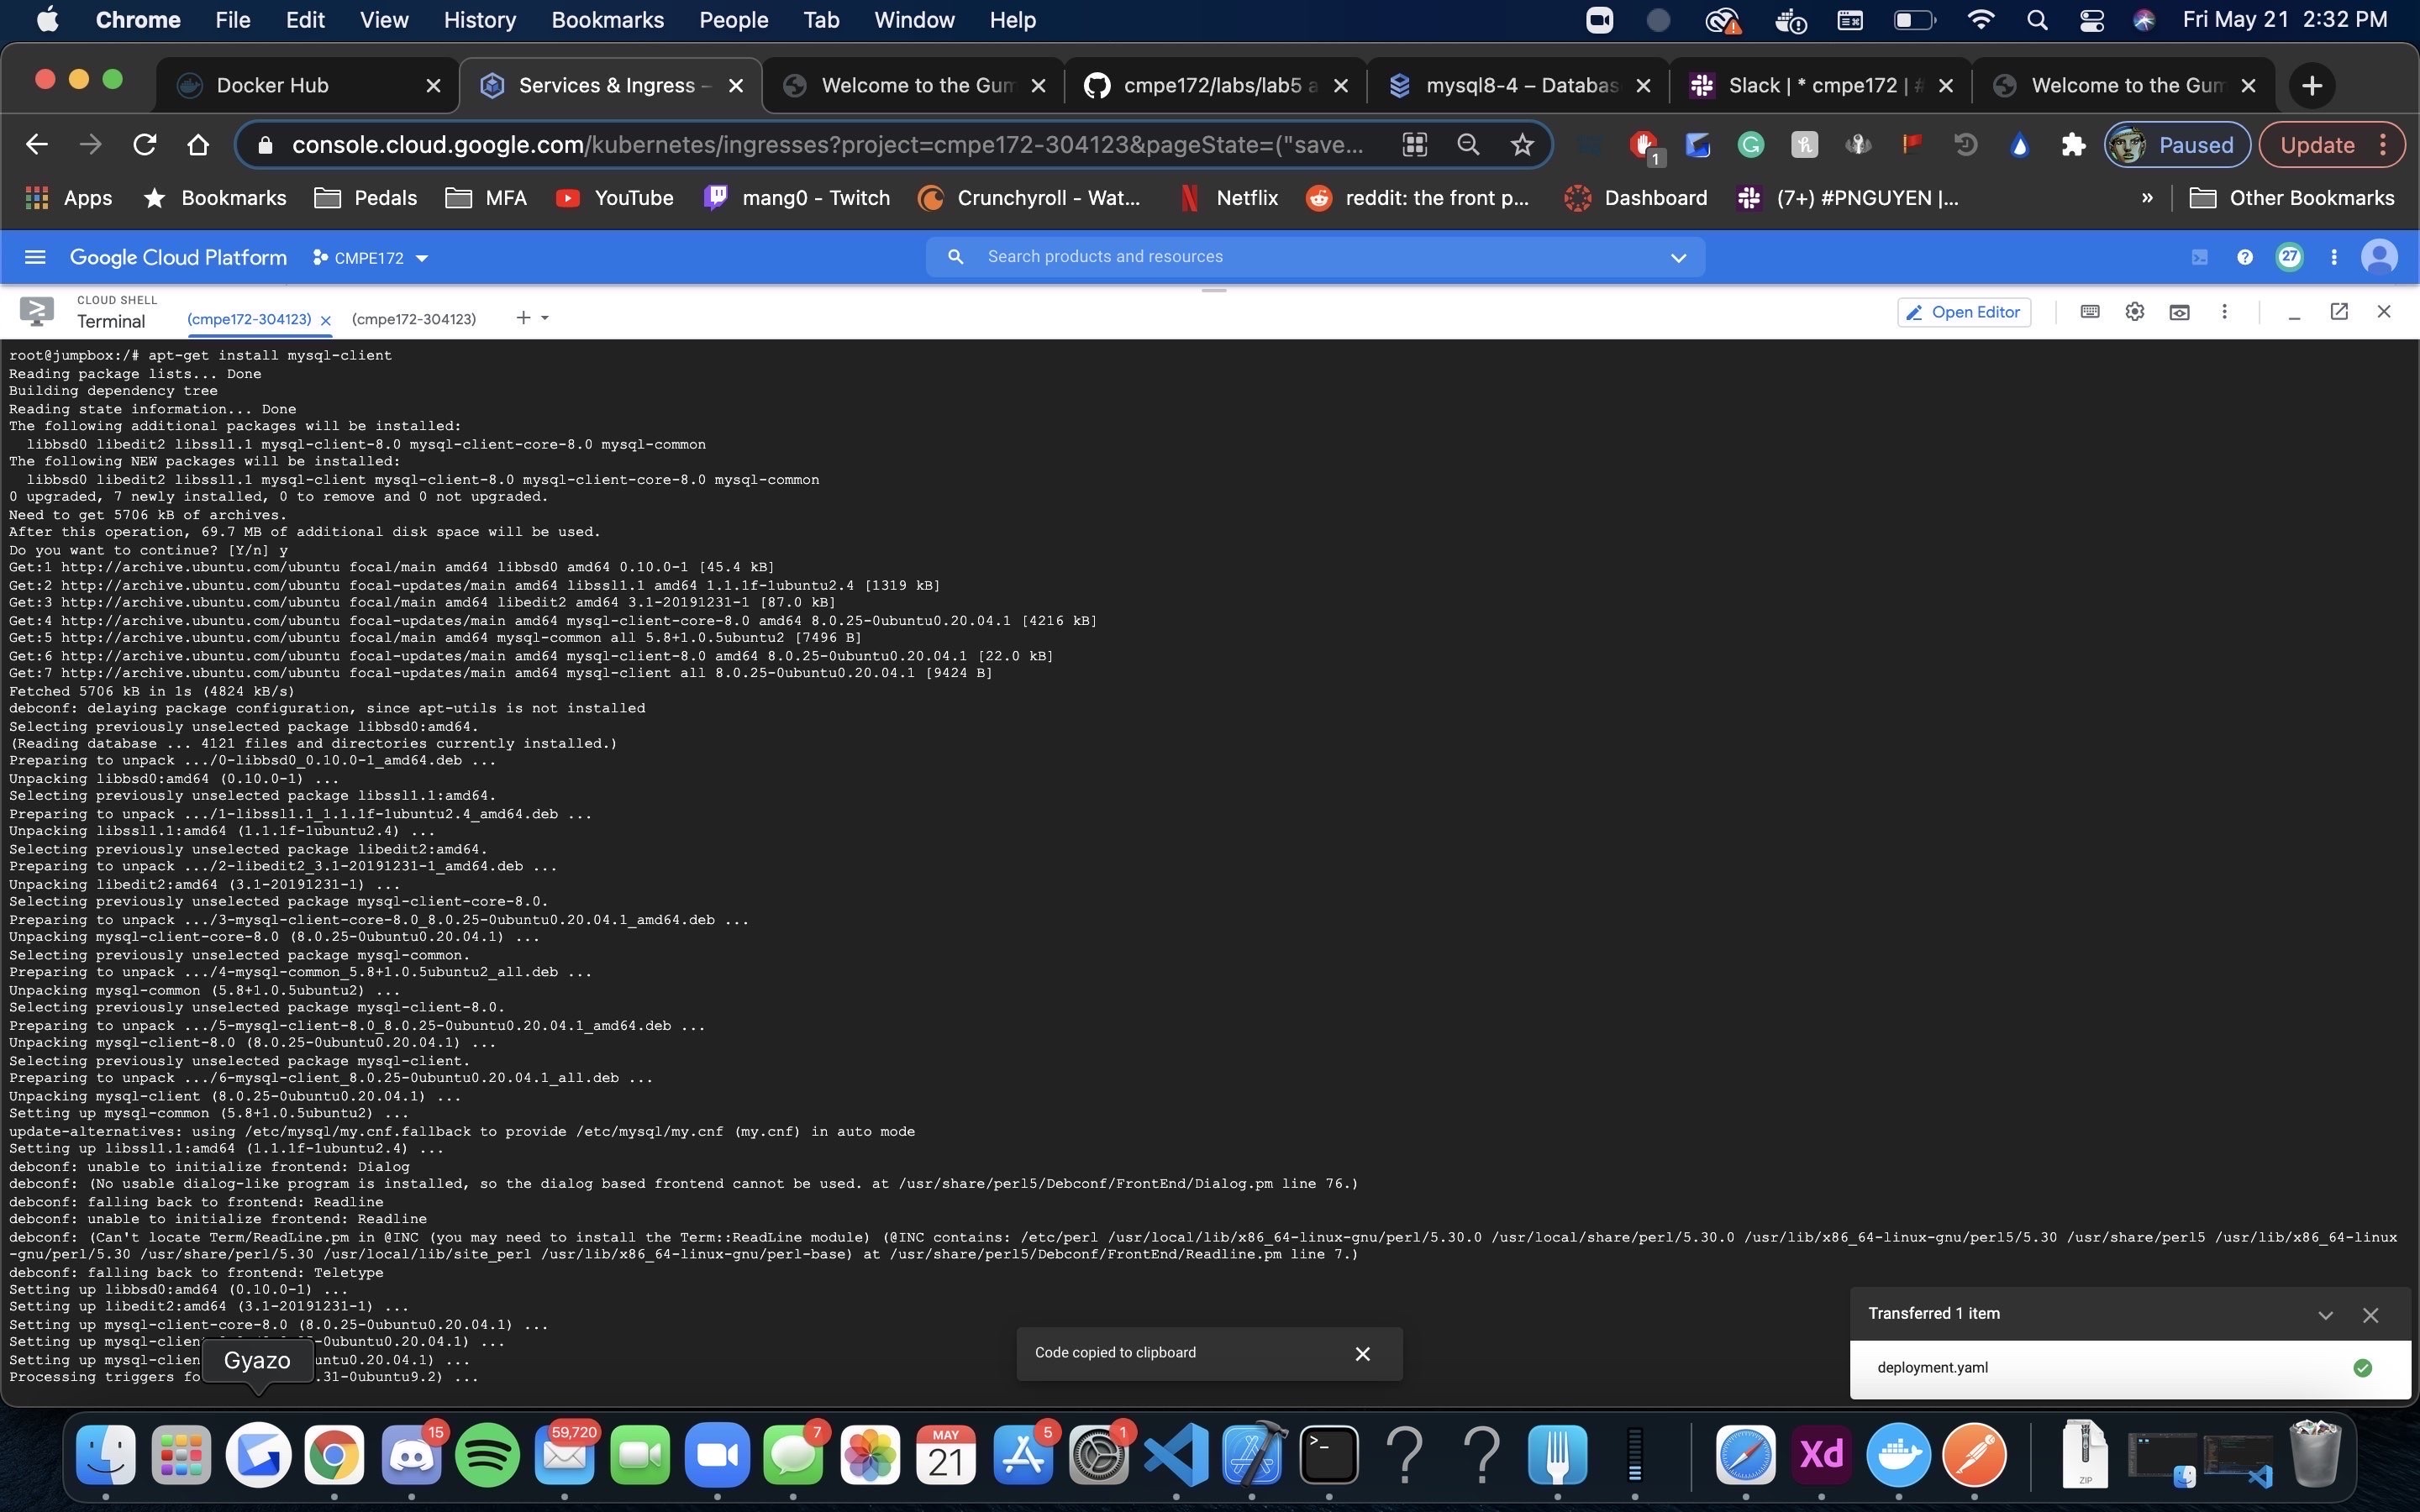 Chrome File Edit View History Bookmarks People Tab Window Help Fri May 21 2:32 PM
Docker Hub Services & Ingress – Welcome to the Gum cmpe172/labs/lab5 a mysql8-4 – Databas Slack | * cmpe172 | # Welcome to the Gum
console.cloud.google.com/kubernetes/ingresses?project=cmpe172-304123&pageState=("save... 1 Paused Update
Apps Bookmarks Pedals MFA YouTube mang0 - Twitch Crunchyroll - Wat... Netflix reddit: the front p... Dashboard (7+) #PNGUYEN |... » Other Bookmarks
Google Cloud Platform CMPE172 Search products and resources 27
CLOUD SHELL
Terminal (cmpe172-304123) (cmpe172-304123) Open Editor
root@jumpbox:/# apt-get install mysql-client
Reading package lists... Done
Building dependency tree
Reading state information... Done
The following additional packages will be installed:
libbsd0 libedit2 libssl1.1 mysql-client-8.0 mysql-client-core-8.0 mysql-common
The following NEW packages will be installed:
libbsd0 libedit2 libssl1.1 mysql-client mysql-client-8.0 mysql-client-core-8.0 mysql-common
0 upgraded, 7 newly installed, 0 to remove and 0 not upgraded.
Need to get 5706 kB of archives.
After this operation, 69.7 MB of additional disk space will be used.
Do you want to continue? [Y/n] y
Get:1 http://archive.ubuntu.com/ubuntu focal/main amd64 libbsd0 amd64 0.10.0-1 [45.4 kB]
Get:2 http://archive.ubuntu.com/ubuntu focal-updates/main amd64 libssl1.1 amd64 1.1.1f-1ubuntu2.4 [1319 kB]
Get:3 http://archive.ubuntu.com/ubuntu focal/main amd64 libedit2 amd64 3.1-20191231-1 [87.0 kB]
Get:4 http://archive.ubuntu.com/ubuntu focal-updates/main amd64 mysql-client-core-8.0 amd64 8.0.25-0ubuntu0.20.04.1 [4216 kB]
Get:5 http://archive.ubuntu.com/ubuntu focal/main amd64 mysql-common all 5.8+1.0.5ubuntu2 [7496 B]
Get:6 http://archive.ubuntu.com/ubuntu focal-updates/main amd64 mysql-client-8.0 amd64 8.0.25-0ubuntu0.20.04.1 [22.0 kB]
Get:7 http://archive.ubuntu.com/ubuntu focal-updates/main amd64 mysql-client all 8.0.25-0ubuntu0.20.04.1 [9424 B]
Fetched 5706 kB in 1s (4824 kB/s)
debconf: delaying package configuration, since apt-utils is not installed
Selecting previously unselected package libbsd0:amd64.
(Reading database ... 4121 files and directories currently installed.)
Preparing to unpack .../0-libbsd0_0.10.0-1_amd64.deb ...
Unpacking libbsd0:amd64 (0.10.0-1) ...
Selecting previously unselected package libssl1.1:amd64.
Preparing to unpack .../1-libssl1.1_1.1.1f-1ubuntu2.4_amd64.deb ...
Unpacking libssl1.1:amd64 (1.1.1f-1ubuntu2.4) ...
Selecting previously unselected package libedit2:amd64.
Preparing to unpack .../2-libedit2_3.1-20191231-1_amd64.deb ...
Unpacking libedit2:amd64 (3.1-20191231-1) ...
Selecting previously unselected package mysql-client-core-8.0.
Preparing to unpack .../3-mysql-client-core-8.0_8.0.25-0ubuntu0.20.04.1_amd64.deb ...
Unpacking mysql-client-core-8.0 (8.0.25-0ubuntu0.20.04.1) ...
Selecting previously unselected package mysql-common.
Preparing to unpack .../4-mysql-common_5.8+1.0.5ubuntu2_all.deb ...
Unpacking mysql-common (5.8+1.0.5ubuntu2) ...
Selecting previously unselected package mysql-client-8.0.
Preparing to unpack .../5-mysql-client-8.0_8.0.25-0ubuntu0.20.04.1_amd64.deb ...
Unpacking mysql-client-8.0 (8.0.25-0ubuntu0.20.04.1) ...
Selecting previously unselected package mysql-client.
Preparing to unpack .../6-mysql-client_8.0.25-0ubuntu0.20.04.1_all.deb ...
Unpacking mysql-client (8.0.25-0ubuntu0.20.04.1) ...
Setting up mysql-common (5.8+1.0.5ubuntu2) ...
update-alternatives: using /etc/mysql/my.cnf.fallback to provide /etc/mysql/my.cnf (my.cnf) in auto mode
Setting up libssl1.1:amd64 (1.1.1f-1ubuntu2.4) ...
debconf: unable to initialize frontend: Dialog
debconf: (No usable dialog-like program is installed, so the dialog based frontend cannot be used. at /usr/share/perl5/Debconf/FrontEnd/Dialog.pm line 76.)
debconf: falling back to frontend: Readline
debconf: unable to initialize frontend: Readline
debconf: (Can't locate Term/ReadLine.pm in @INC (you may need to install the Term::ReadLine module) (@INC contains: /etc/perl /usr/local/lib/x86_64-linux-gnu/perl/5.30.0 /usr/local/share/perl/5.30.0 /usr/lib/x86_64-linux-gnu/perl5/5.30 /usr/share/perl5 /usr/lib/x86_64-linux
-gnu/perl/5.30 /usr/share/perl/5.30 /usr/local/lib/site_perl /usr/lib/x86_64-linux-gnu/perl-base) at /usr/share/perl5/Debconf/FrontEnd/Readline.pm line 7.)
debconf: falling back to frontend: Teletype
Setting up libbsd0:amd64 (0.10.0-1) ...
Setting up libedit2:amd64 (3.1-20191231-1) ...
Setting up mysql-client-core-8.0 (8.0.25-0ubuntu0.20.04.1) ...
Setting up mysql-clien -0ubuntu0.20.04.1) ...
Setting up mysql-clien untu0.20.04.1) ...
Processing triggers fo .31-0ubuntu9.2) ...
Gyazo
Code copied to clipboard
Transferred 1 item
deployment.yaml
15 59,720 7 MAY 21 5 1 Xd ZIP